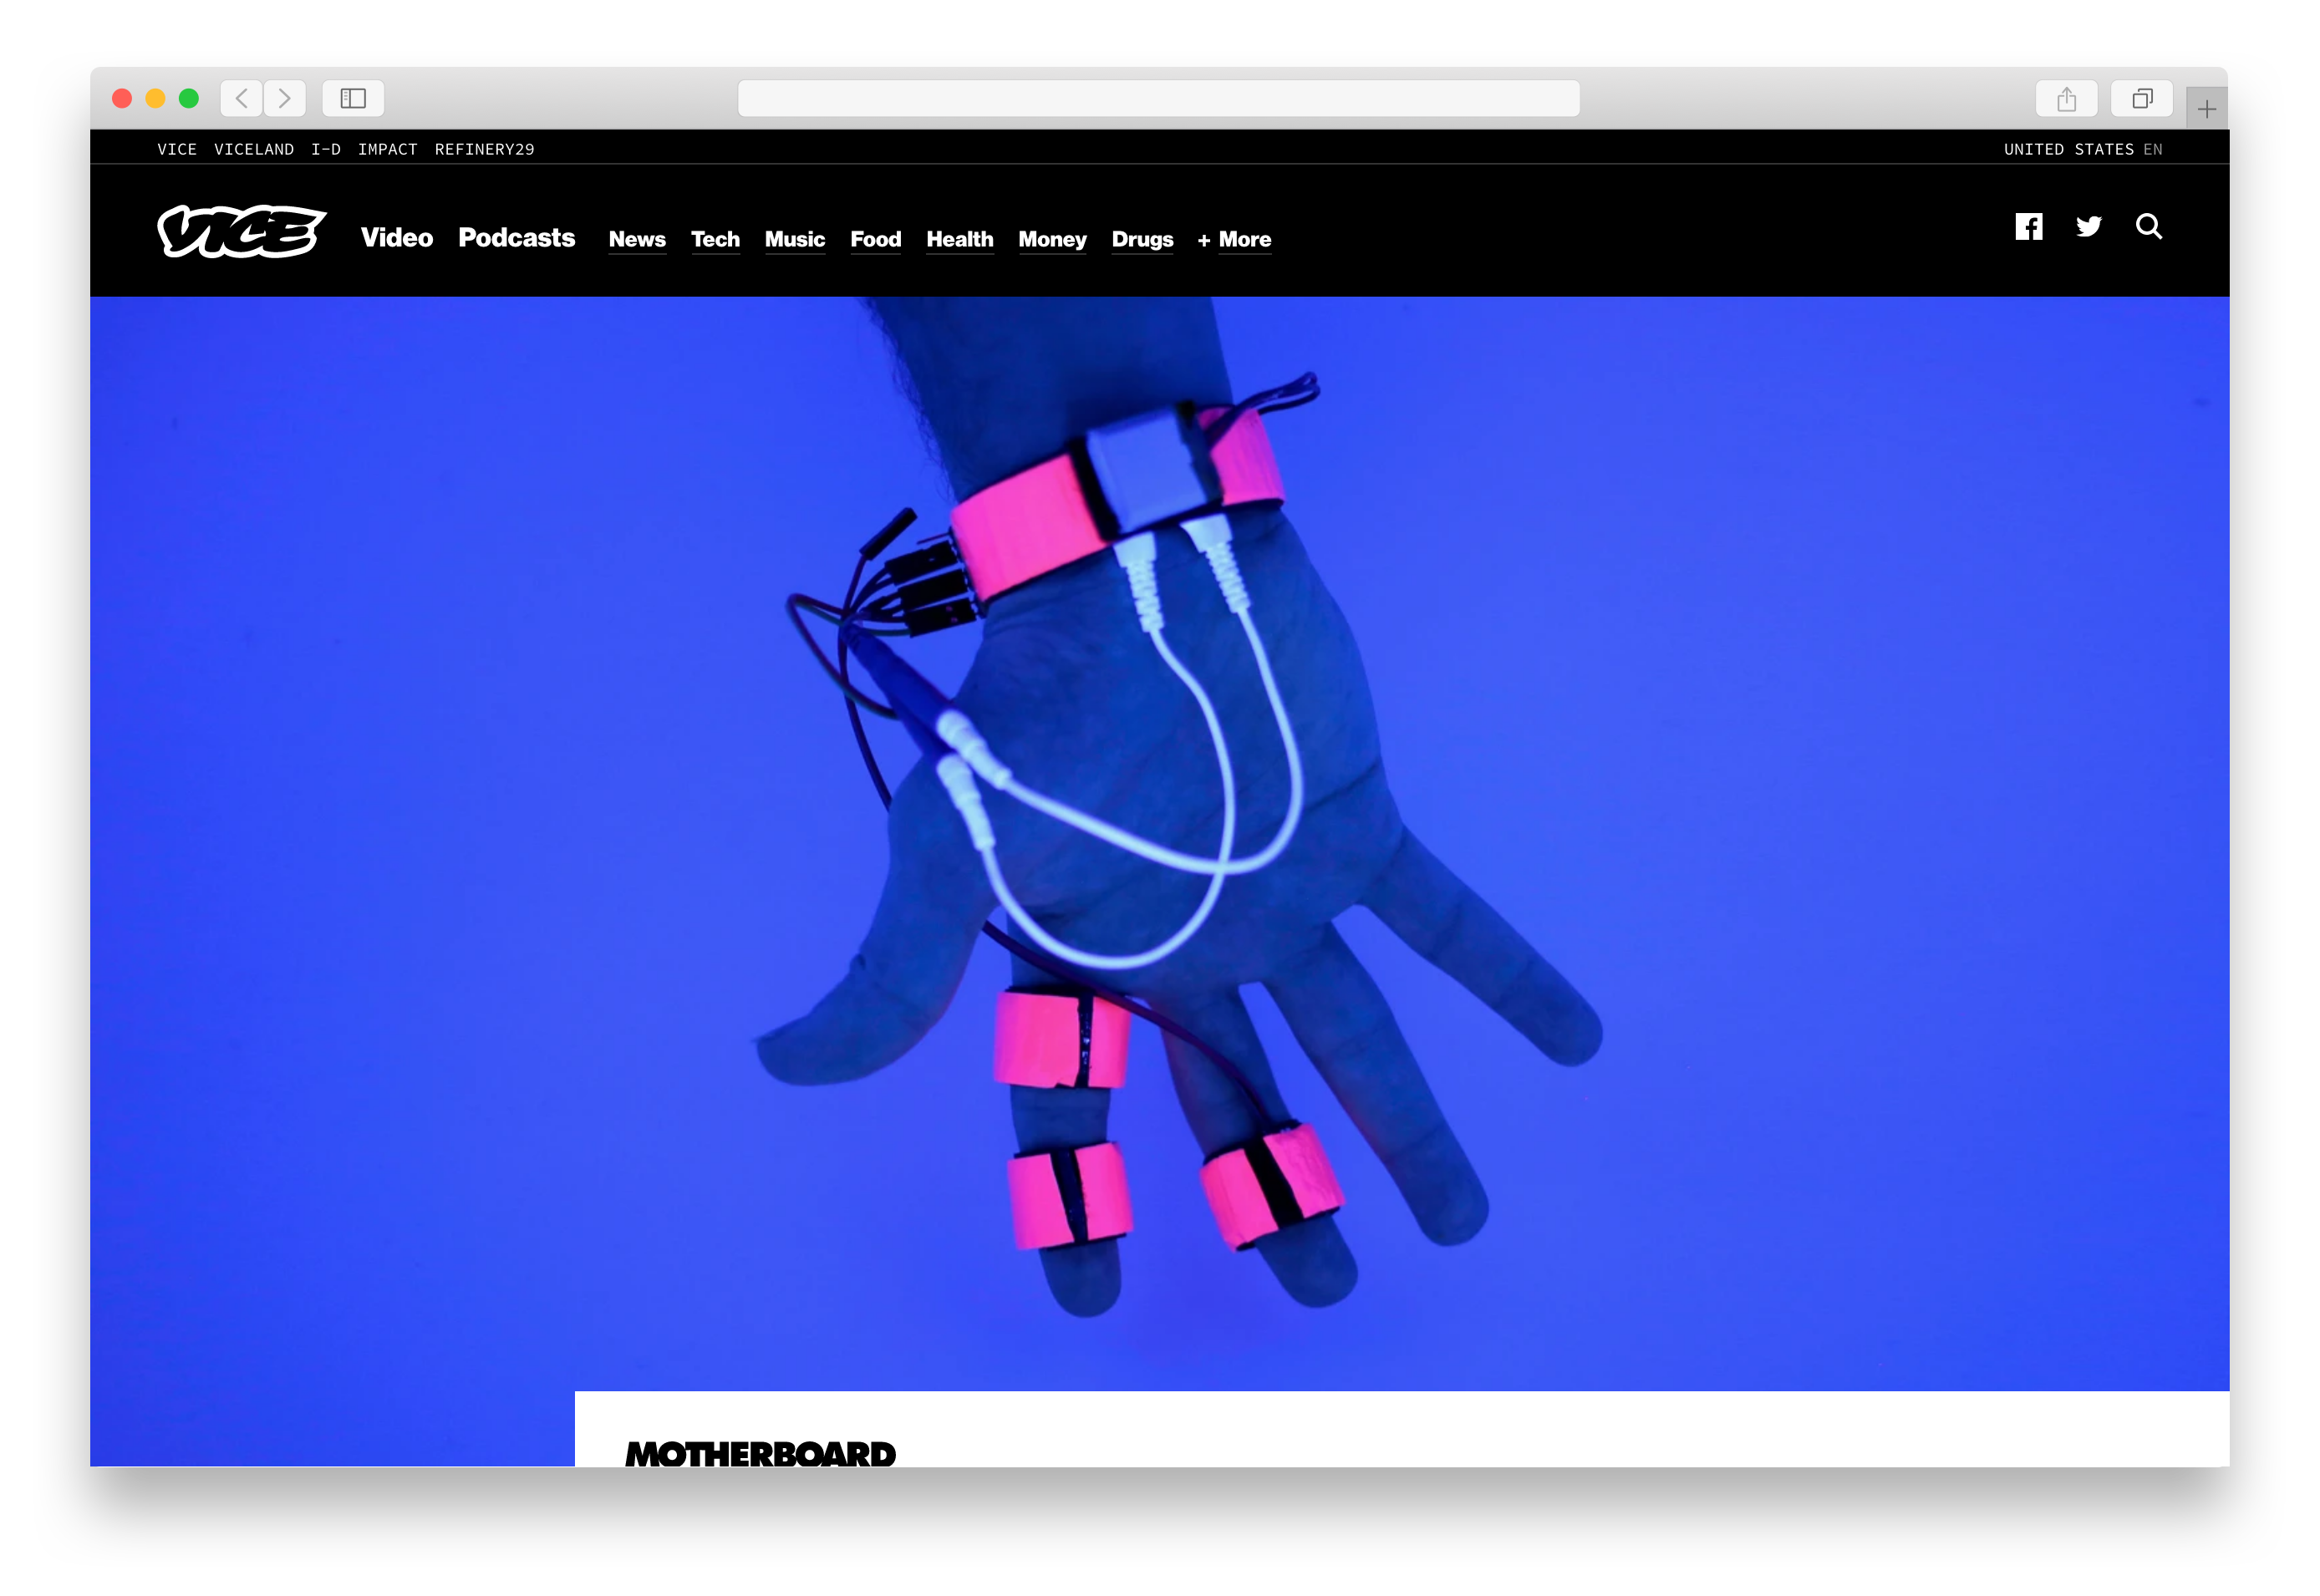 VICE VICELAND I-D IMPACT REFINERY29 UNITED STATES EN
VICE Video Podcasts News Tech Music Food Health Money Drugs + More
MOTHERBOARD